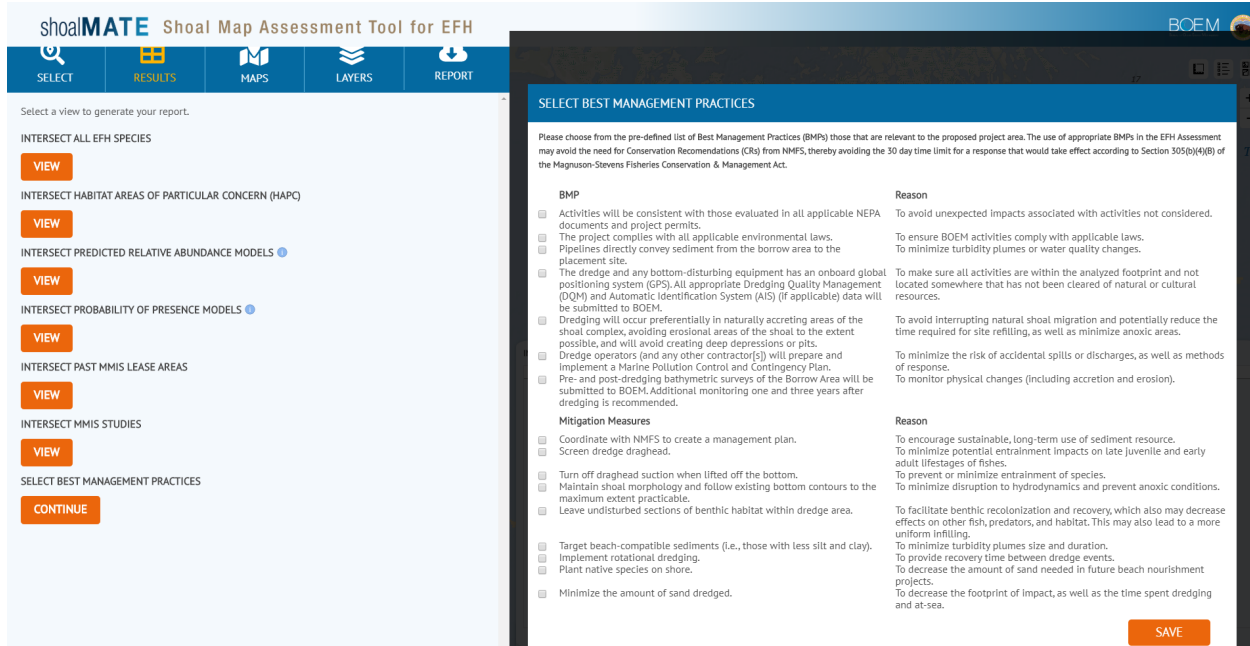 shoalMATE Shoal Map Assessment Tool for EFH
BOEM
SELECT
RESULTS
MAPS
LAYERS
REPORT
Select a view to generate your report.
INTERSECT ALL EFH SPECIES
VIEW
INTERSECT HABITAT AREAS OF PARTICULAR CONCERN (HAPC)
VIEW
INTERSECT PREDICTED RELATIVE ABUNDANCE MODELS
VIEW
INTERSECT PROBABILITY OF PRESENCE MODELS
VIEW
INTERSECT PAST MMIS LEASE AREAS
VIEW
INTERSECT MMIS STUDIES
VIEW
SELECT BEST MANAGEMENT PRACTICES
CONTINUE
17
SELECT BEST MANAGEMENT PRACTICES
Please choose from the pre-defined list of Best Management Practices (BMPs) those that are relevant to the proposed project area. The use of appropriate BMPs in the EFH Assessment
may avoid the need for Conservation Recomendations (CRs) from NMFS, thereby avoiding the 30 day time limit for a response that would take effect according to Section 305(b)(4)(B) of
the Magnuson-Stevens Fisheries Conservation & Management Act.
BMP
Reason
Activities will be consistent with those evaluated in all applicable NEPA
documents and project permits.
To avoid unexpected impacts associated with activities not considered.
The project complies with all applicable environmental laws.
To ensure BOEM activities comply with applicable laws.
Pipelines directly convey sediment from the borrow area to the
placement site.
To minimize turbidity plumes or water quality changes.
The dredge and any bottom-disturbing equipment has an onboard global
positioning system (GPS). All appropriate Dredging Quality Management
(DQM) and Automatic Identification System (AIS) (if applicable) data will
be submitted to BOEM.
To make sure all activities are within the analyzed footprint and not
located somewhere that has not been cleared of natural or cultural
resources.
Dredging will occur preferentially in naturally accreting areas of the
shoal complex, avoiding erosional areas of the shoal to the extent
possible, and will avoid creating deep depressions or pits.
To avoid interrupting natural shoal migration and potentially reduce the
time required for site refilling, as well as minimize anoxic areas.
Dredge operators (and any other contractor[s]) will prepare and
implement a Marine Pollution Control and Contingency Plan.
To minimize the risk of accidental spills or discharges, as well as methods
of response.
Pre- and post-dredging bathymetric surveys of the Borrow Area will be
submitted to BOEM. Additional monitoring one and three years after
dredging is recommended.
To monitor physical changes (including accretion and erosion).
Mitigation Measures
Reason
Coordinate with NMFS to create a management plan.
To encourage sustainable, long-term use of sediment resource.
Screen dredge draghead.
To minimize potential entrainment impacts on late juvenile and early
adult lifestages of fishes.
Turn off draghead suction when lifted off the bottom.
To prevent or minimize entrainment of species.
Maintain shoal morphology and follow existing bottom contours to the
maximum extent practicable.
To minimize disruption to hydrodynamics and prevent anoxic conditions.
Leave undisturbed sections of benthic habitat within dredge area.
To facilitate benthic recolonization and recovery, which also may decrease
effects on other fish, predators, and habitat. This may also lead to a more
uniform infilling.
Target beach-compatible sediments (i.e., those with less silt and clay).
To minimize turbidity plumes size and duration.
Implement rotational dredging.
To provide recovery time between dredge events.
Plant native species on shore.
To decrease the amount of sand needed in future beach nourishment
projects.
Minimize the amount of sand dredged.
To decrease the footprint of impact, as well as the time spent dredging
and at-sea.
SAVE